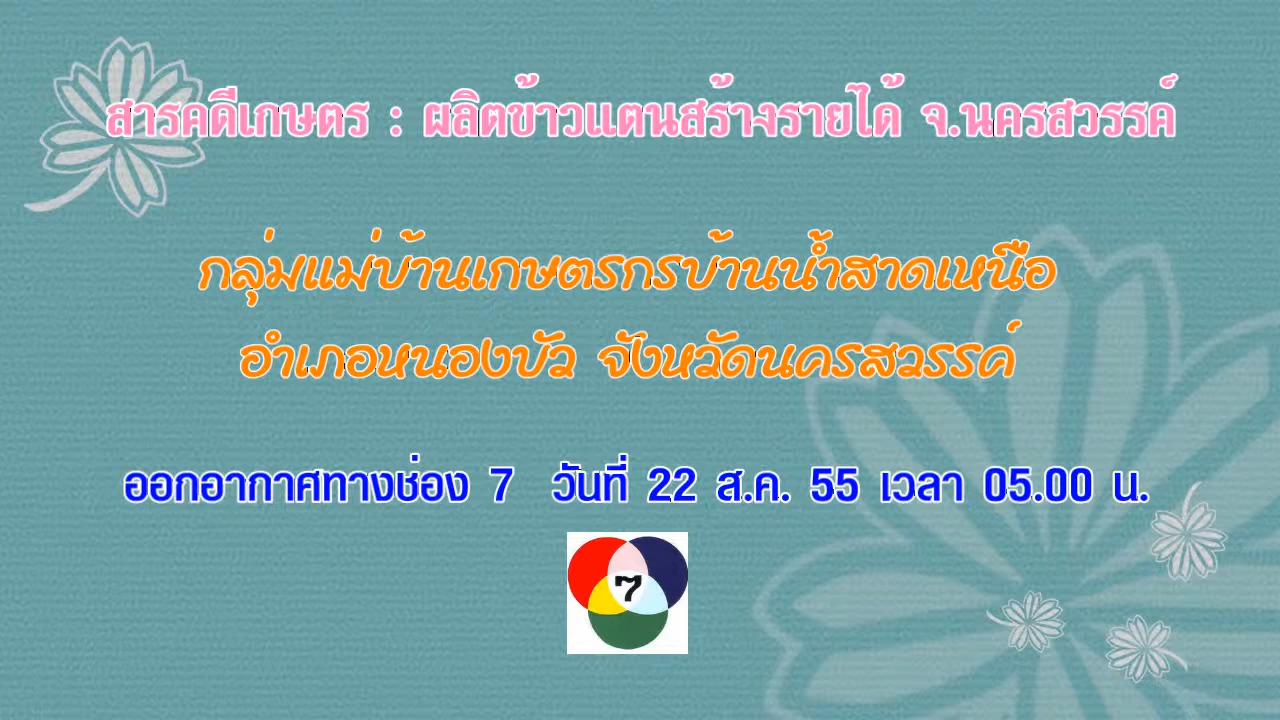 สารคดีเกษตร : ผลิตข้าวแตนสร้างรายได้ จ.นครสวรรค์
กลุ่มแม่บ้านเกษตรกรบ้านน้ำสาดเหนือ
อำเภอหนองบัว จังหวัดนครสวรรค์
ออกอากาศทางช่อง 7 วันที่ 22 ส.ค. 55 เวลา 05.00 น.
7